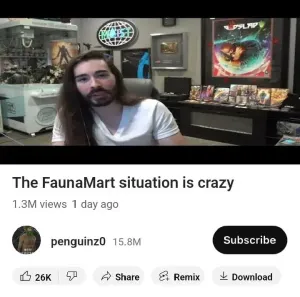 The FaunaMart situation is crazy
1.3M views 1 day ago
penguinz0 15.8M
Subscribe
26K
Share
Remix
Download